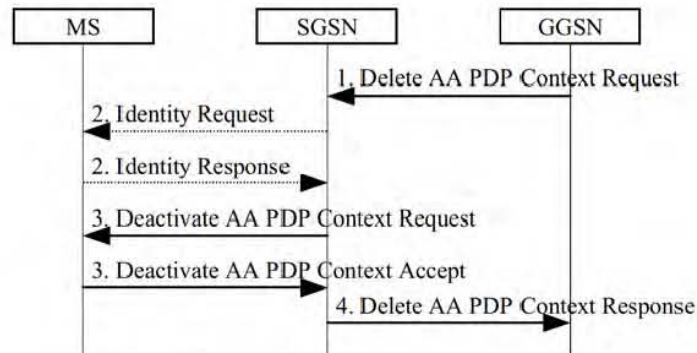 MS
SGSN
GGSN
1. Delete AA PDP Context Request
2. Identity Request
2. Identity Response
3. Deactivate AA PDP Context Request
3. Deactivate AA PDP Context Accept
4. Delete AA PDP Context Response